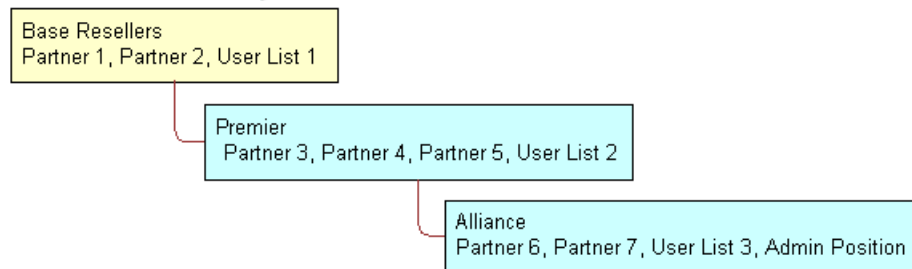 Base Resellers
Partner 1, Partner 2, User List 1
Premier
Partner 3, Partner 4, Partner 5, User List 2
Alliance
Partner 6, Partner 7, User List 3, Admin Position